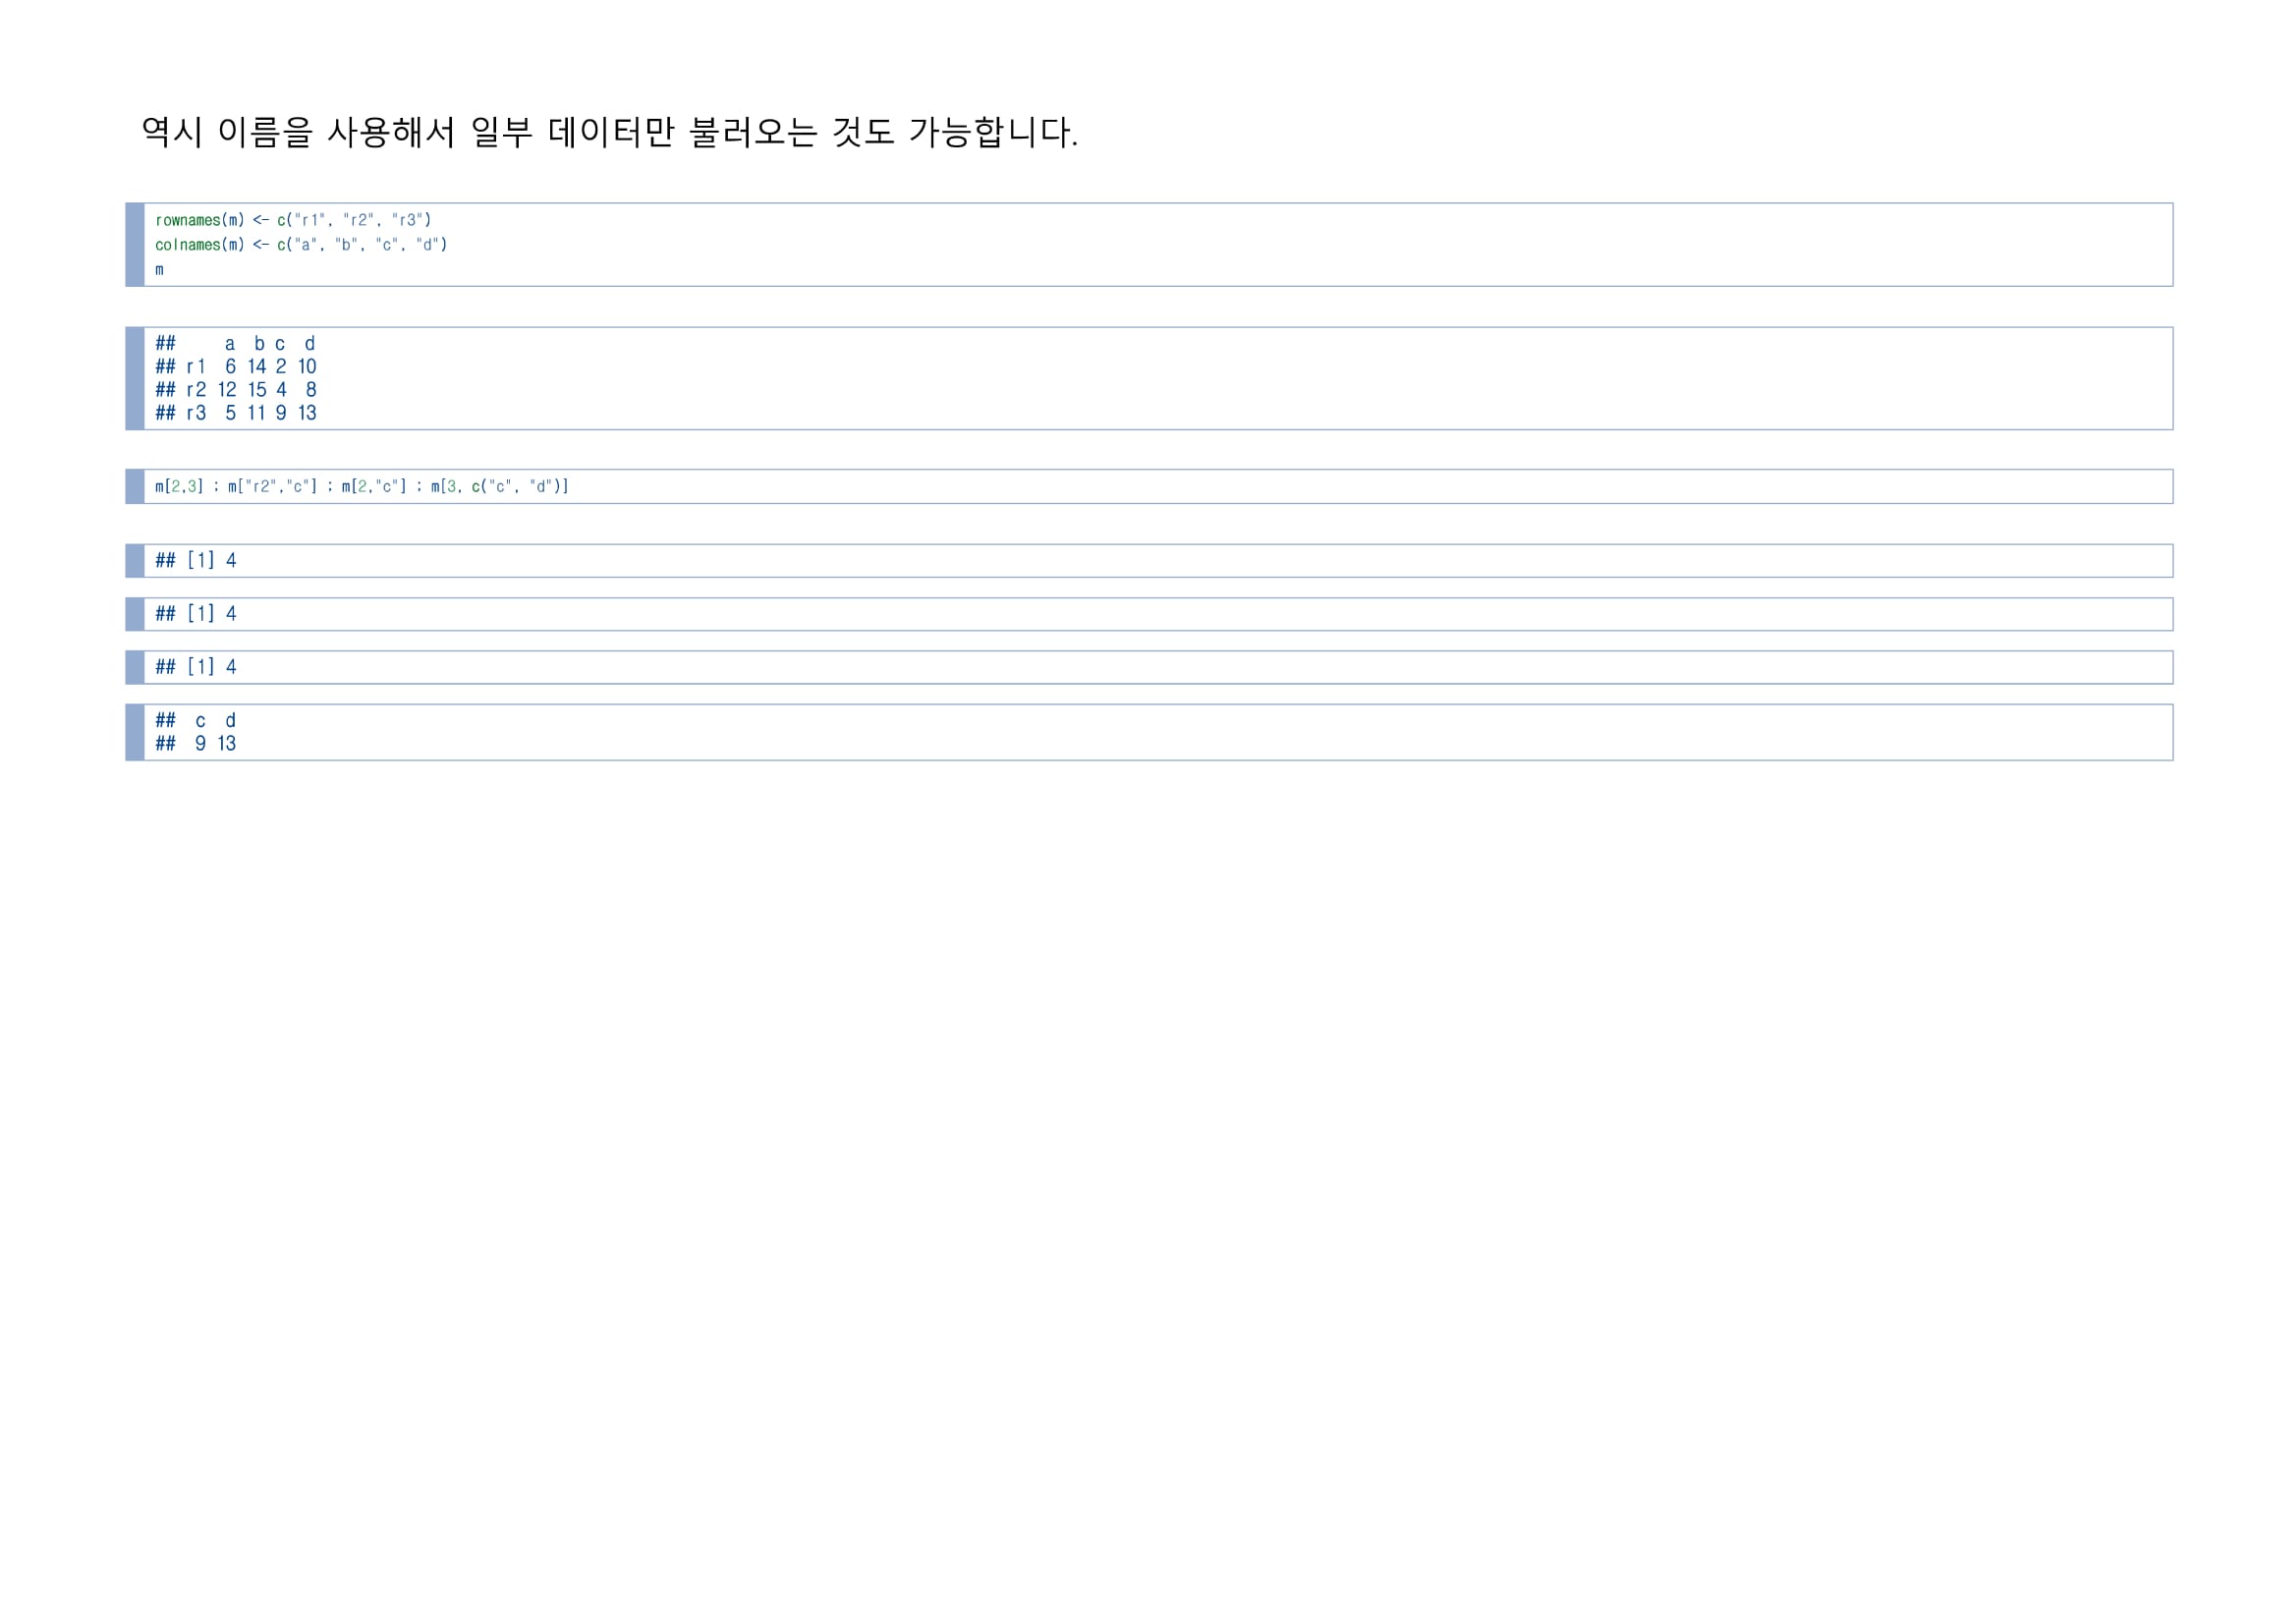 역시 이름을 사용해서 일부 데이터만 불러오는 것도 가능합니다.
rownames(m) <- c("r1", "r2", "r3")
colnames(m) <- c("a", "b", "c", "d")
m
##     a  b c  d
## r1  6 14 2 10
## r2 12 15 4  8
## r3  5 11 9 13
m[2,3] ; m["r2","c"] ; m[2,"c"] ; m[3, c("c", "d")]
## [1] 4
## [1] 4
## [1] 4
##  c  d
##  9 13